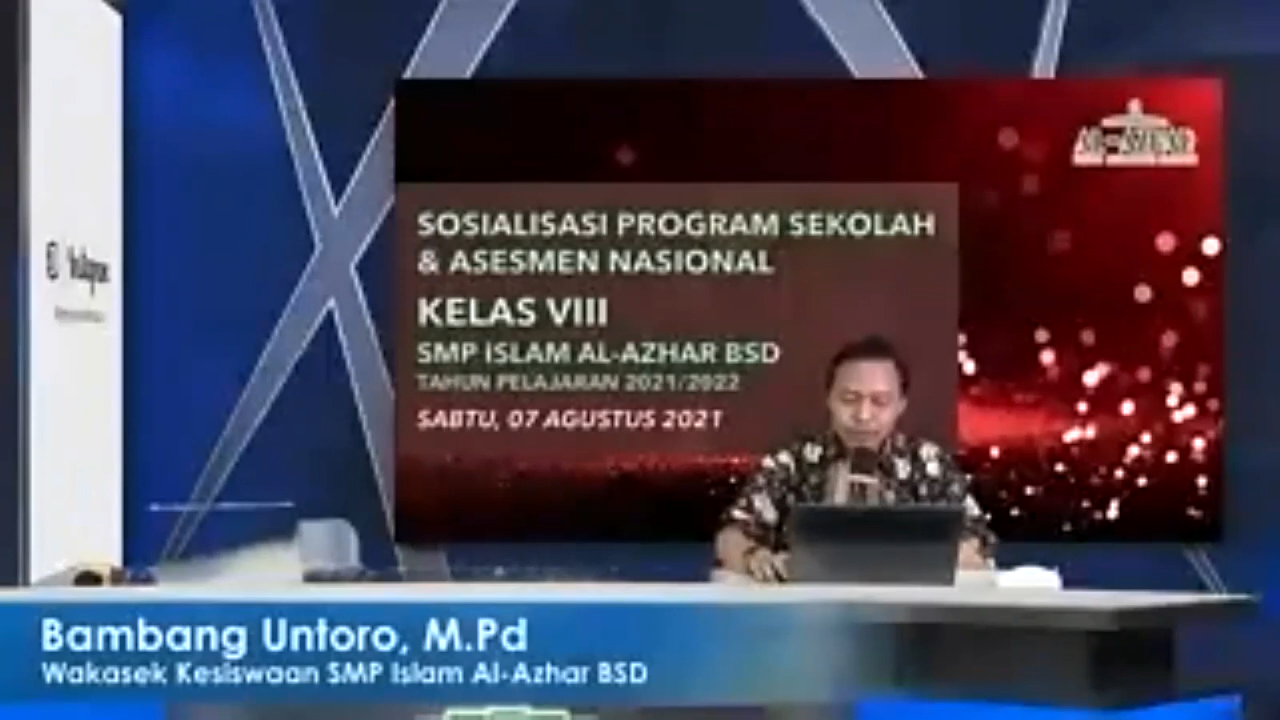 SOSIALISASI PROGRAM SEKOLAH
& ASESMEN NASIONAL
KELAS VIII
SMP ISLAM AL-AZHAR BSD
TAHUN PELAJARAN 2021/2022
SABTU, 07 AGUSTUS 2021
Bambang Untoro, M.Pd
Wakasek Kesiswaan SMP Islam Al-Azhar BSD